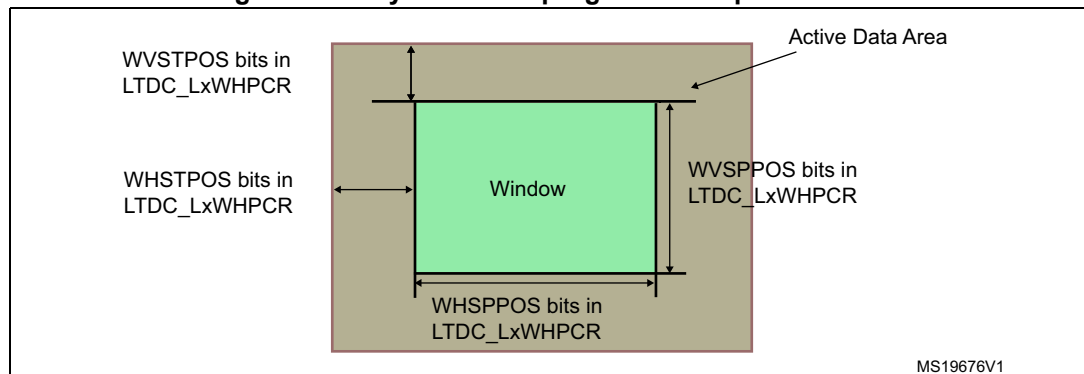 Active Data Area
WVSTPOS bits in
LTDC_LxWHPCR
WHSTPOS bits in
LTDC_LxWHPCR
Window
WVSPPOS bits in
LTDC_LxWHPCR
WHSPPOS bits in
LTDC_LxWHPCR
MS19676V1